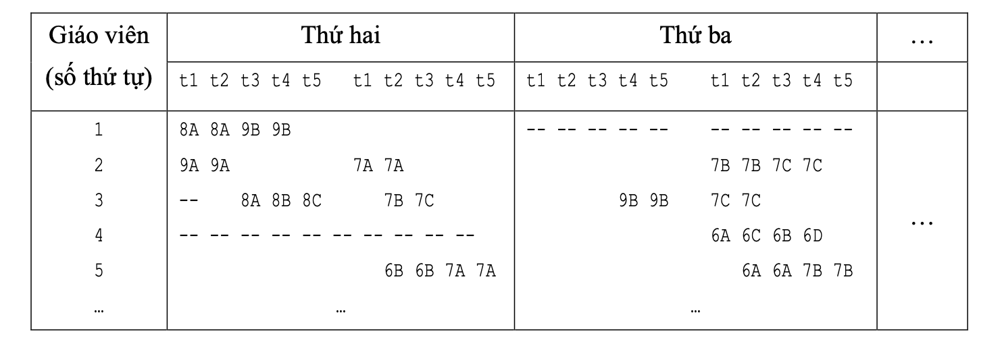 Giáo viên (số thứ tự) Thứ hai Thứ ba …
t1 t2 t3 t4 t5 t1 t2 t3 t4 t5 t1 t2 t3 t4 t5 t1 t2 t3 t4 t5
1 8A 8A 9B 9B -- -- -- -- -- -- -- -- -- --
2 9A 9A 7A 7A 7B 7B 7C 7C
3 -- 8A 8B 8C 7B 7C 9B 9B 7C 7C
4 -- -- -- -- -- -- -- -- -- -- 6A 6C 6B 6D
5 6B 6B 7A 7A 6A 6A 7B 7B
… … … …